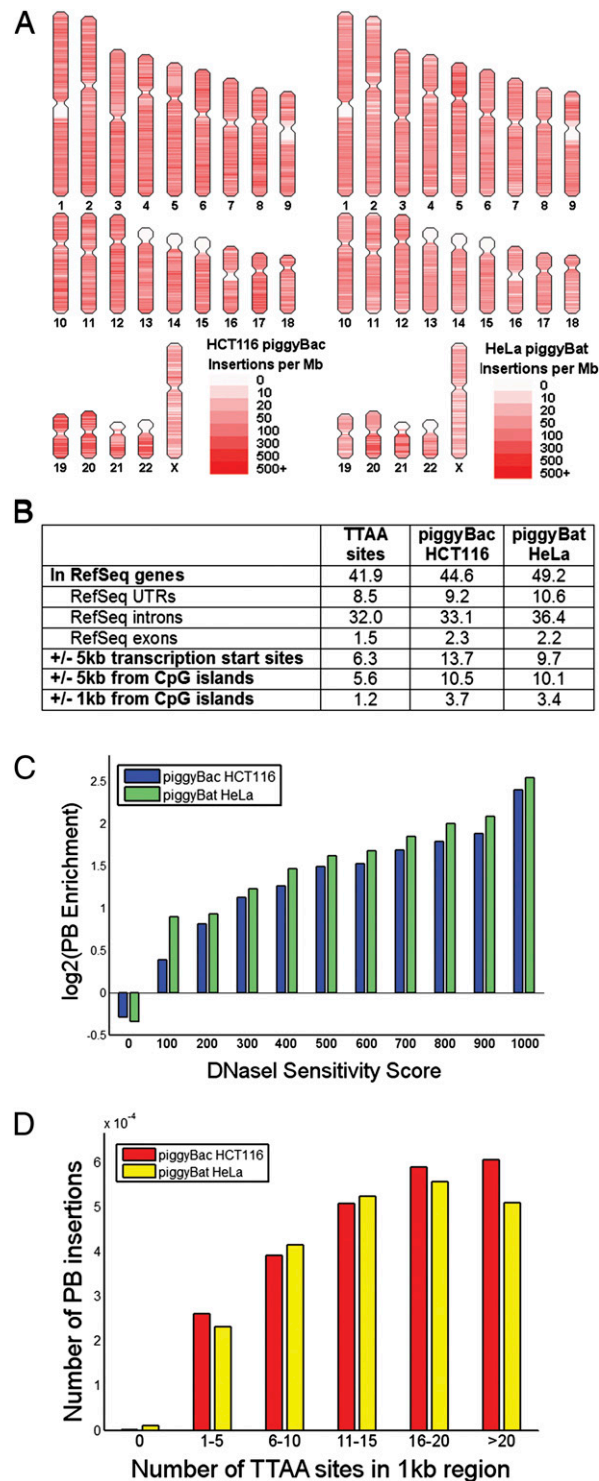 A
1 2 3 4 5 6 7 8 9
1 2 3 4 5 6 7 8 9
10 11 12 13 14 15 16 17 18
10 11 12 13 14 15 16 17 18
19 20 21 22 X
HCT116 piggyBac
Insertions per Mb
0
10
20
50
100
300
500
500+
19 20 21 22 X
HeLa piggyBat
Insertions per Mb
0
10
20
50
100
300
500
500+
B
TTAA sites piggyBac HCT116 piggyBat HeLa
In RefSeq genes 41.9 44.6 49.2
RefSeq UTRs 8.5 9.2 10.6
RefSeq introns 32.0 33.1 36.4
RefSeq exons 1.5 2.3 2.2
+/- 5kb transcription start sites 6.3 13.7 9.7
+/- 5kb from CpG islands 5.6 10.5 10.1
+/- 1kb from CpG islands 1.2 3.7 3.4
C
piggyBac HCT116
piggyBat HeLa
log2(PB Enrichment)
2.5
2
1.5
1
0.5
0
-0.5
0 100 200 300 400 500 600 700 800 900 1000
DNaseI Sensitivity Score
D
x 10⁻⁴
piggyBac HCT116
piggyBat HeLa
Number of PB insertions
6
5
4
3
2
1
0
0 1-5 6-10 11-15 16-20 >20
Number of TTAA sites in 1kb region